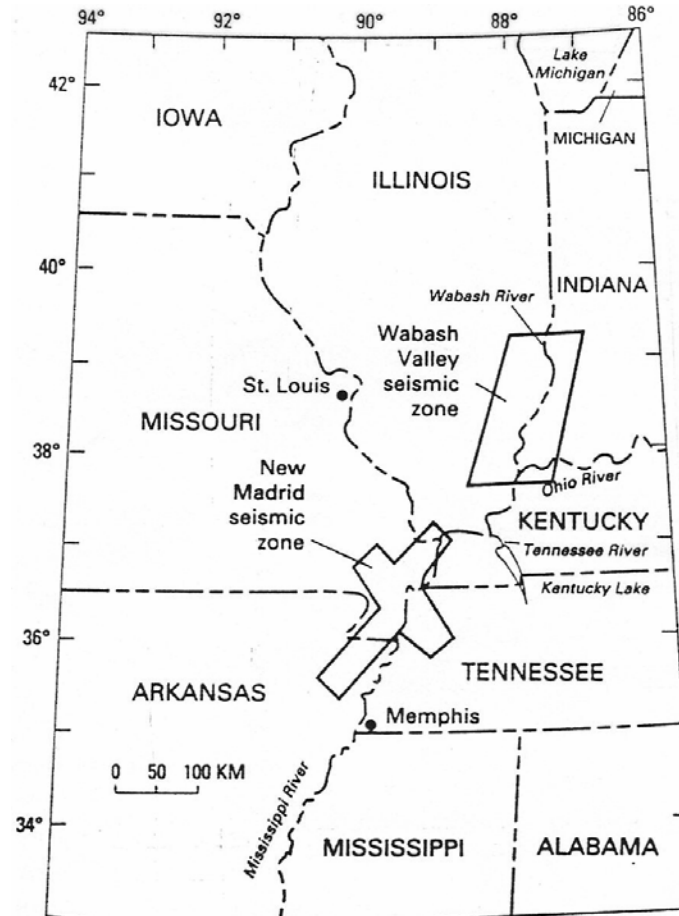 94°
92°
90°
88°
86°
Lake
Michigan
42°
IOWA
MICHIGAN
ILLINOIS
40°
INDIANA
Wabash River
Wabash
Valley
seismic
zone
St. Louis
MISSOURI
38°
New
Madrid
seismic
zone
Ohio River
KENTUCKY
Tennessee River
Kentucky Lake
36°
TENNESSEE
ARKANSAS
Memphis
0 50 100 KM
Mississippi River
34°
MISSISSIPPI
ALABAMA